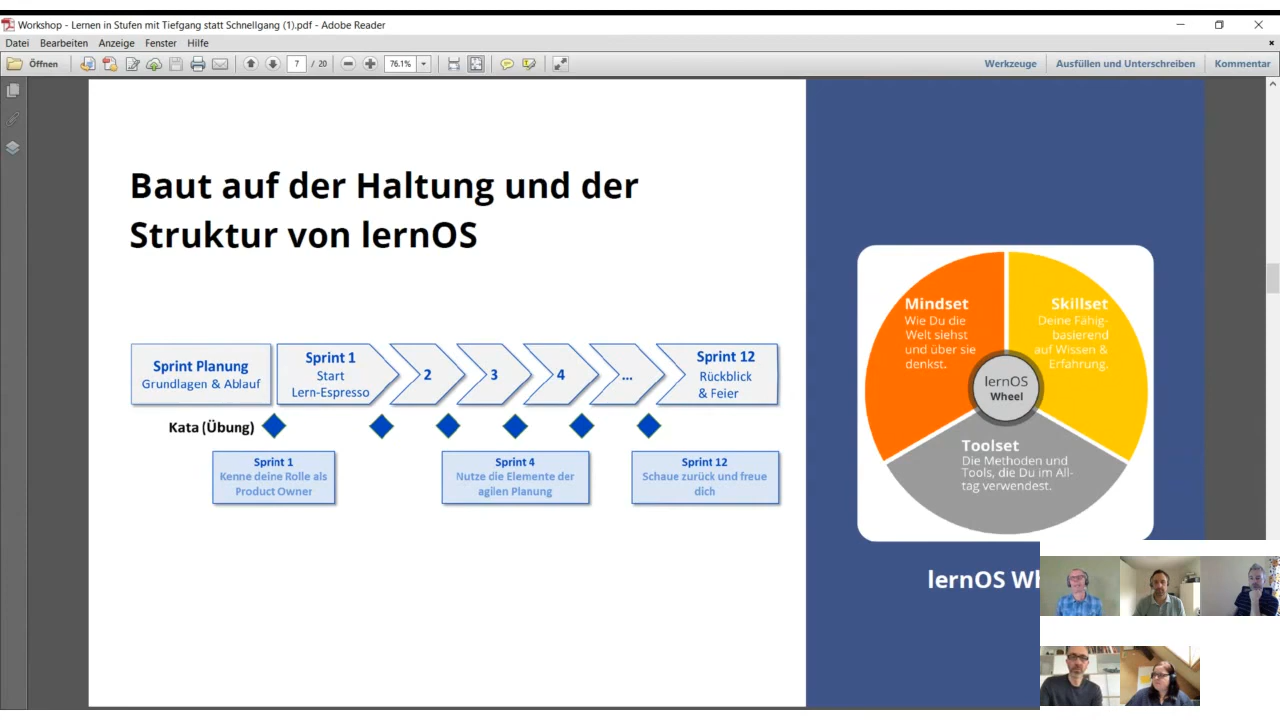 Workshop - Lernen in Stufen mit Tiefgang statt Schnellgang (1).pdf - Adobe Reader
Datei Bearbeiten Anzeige Fenster Hilfe
Öffnen 7 / 20 76.1% Werkzeuge Ausfüllen und Unterschreiben Kommentar
Baut auf der Haltung und der
Struktur von lernOS
Sprint Planung
Grundlagen & Ablauf
Sprint 1
Start
Lern-Espresso
2
3
4
...
Sprint 12
Rückblick
& Feier
Kata (Übung)
Sprint 1
Kenne deine Rolle als
Product Owner
Sprint 4
Nutze die Elemente der
agilen Planung
Sprint 12
Schaue zurück und freue
dich
Mindset
Wie Du die
Welt siehst
und über sie
denkst.
Skillset
Deine Fähig-
basierend
auf Wissen &
Erfahrung.
lernOS
Wheel
Toolset
Die Methoden und
Tools, die Du im All-
tag verwendest.
lernOS